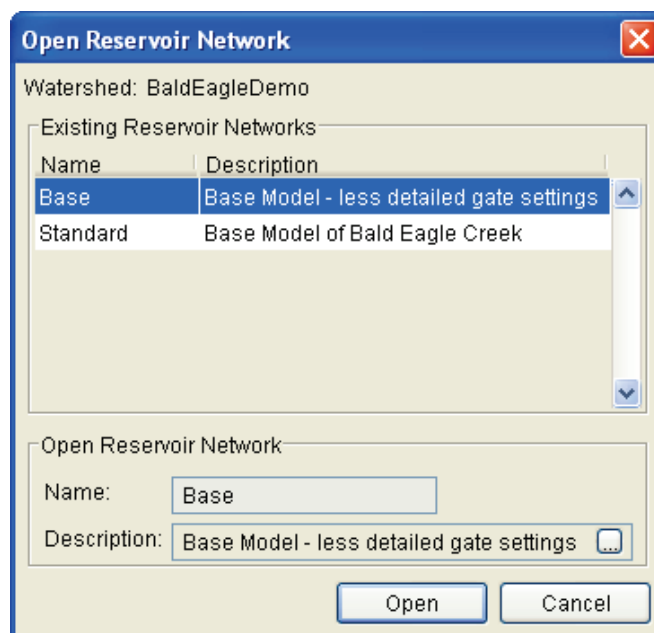 Open Reservoir Network
Watershed: BaldEagleDemo
Existing Reservoir Networks
Name Description
Base Base Model - less detailed gate settings
Standard Base Model of Bald Eagle Creek
Open Reservoir Network
Name: Base
Description: Base Model - less detailed gate settings ...
Open Cancel